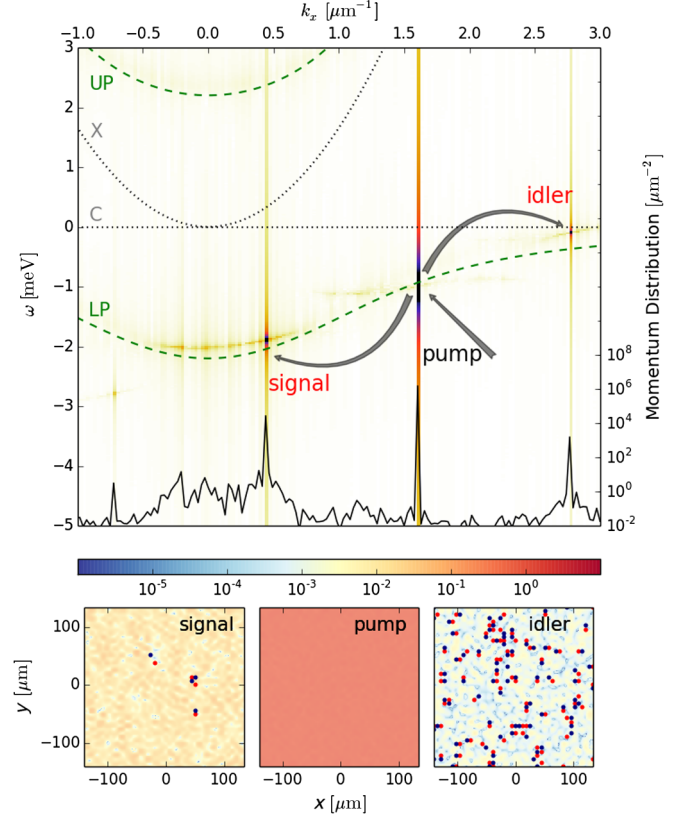 kₓ [μm⁻¹]
−1.0 −0.5 0.0 0.5 1.0 1.5 2.0 2.5 3.0
3
UP
2
X
1
idler
C
0
−1
LP
−2
pump
10⁸
signal
10⁶
−3
10⁴
10²
−4
10⁰
−5
10⁻²
ω [meV]
Momentum Distribution [μm⁻²]
10⁻⁵ 10⁻⁴ 10⁻³ 10⁻² 10⁻¹ 10⁰
signal pump idler
100
0
−100
y [μm]
−100 0 100 −100 0 100 −100 0 100
x [μm]